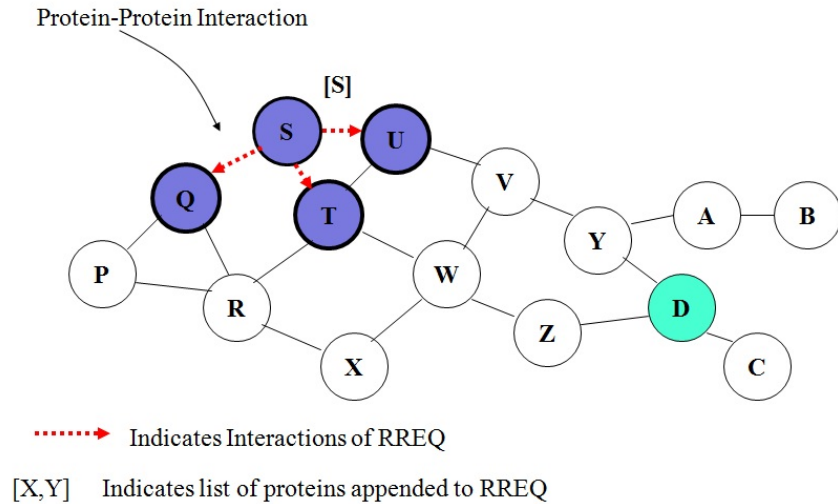 Protein-Protein Interaction
[S]
S
U
Q
T
V
A
B
Y
P
W
R
D
Z
X
C
Indicates Interactions of RREQ
[X,Y] Indicates list of proteins appended to RREQ